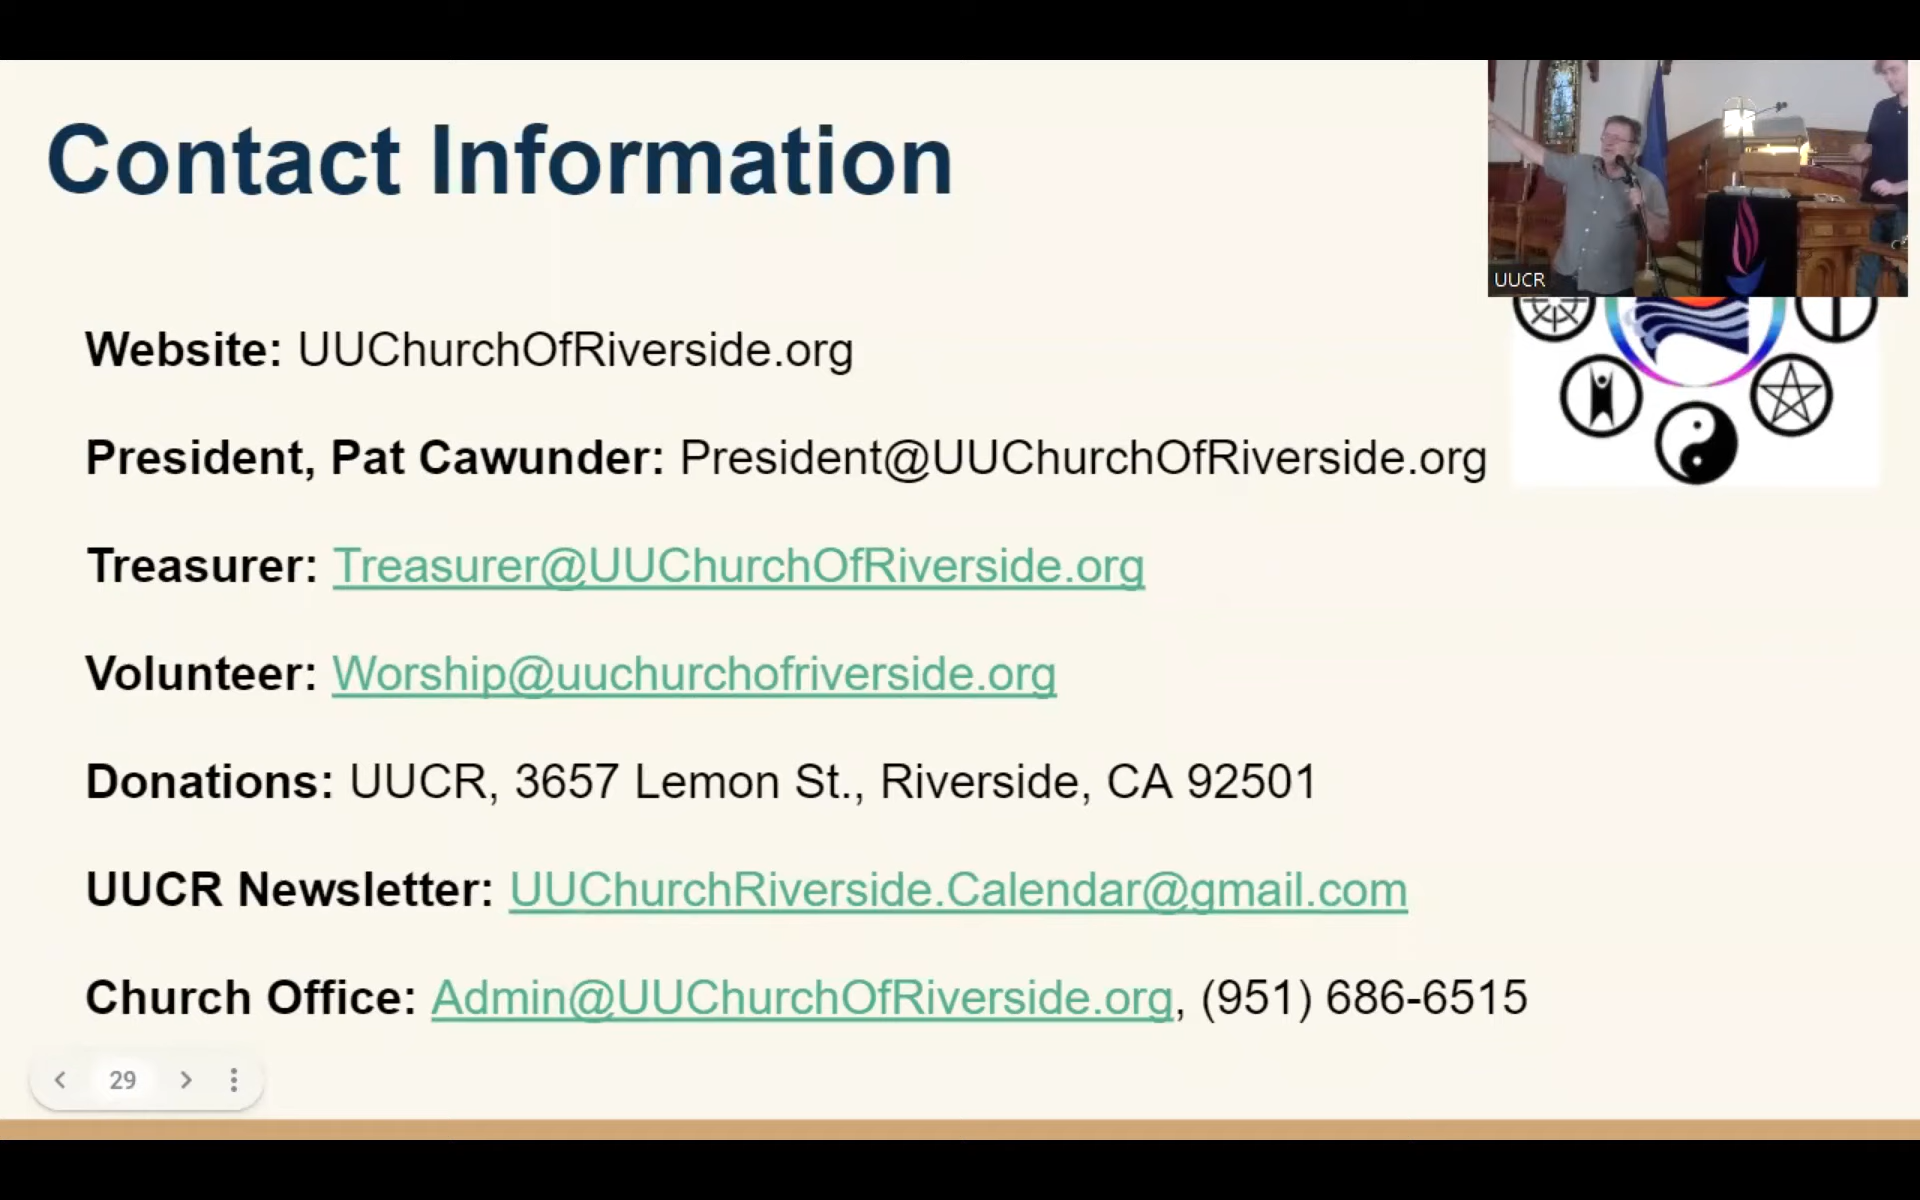 Contact Information
UUCR
Website: UUChurchOfRiverside.org
President, Pat Cawunder: President@UUChurchOfRiverside.org
Treasurer: Treasurer@UUChurchOfRiverside.org
Volunteer: Worship@uuchurchofriverside.org
Donations: UUCR, 3657 Lemon St., Riverside, CA 92501
UUCR Newsletter: UUChurchRiverside.Calendar@gmail.com
Church Office: Admin@UUChurchOfRiverside.org, (951) 686-6515
29